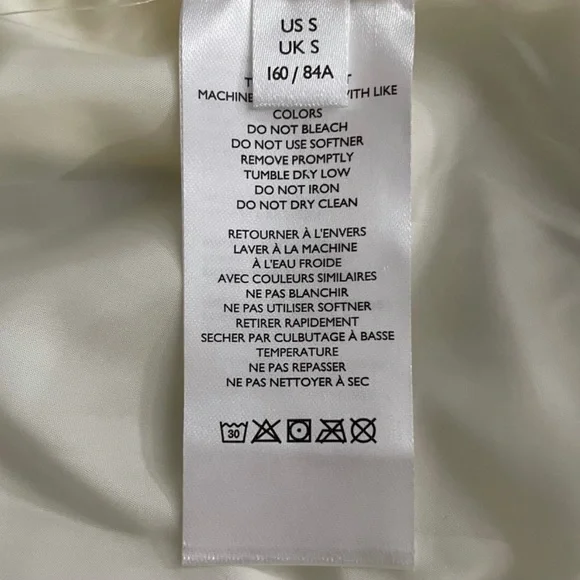 US S
UK S
160 / 84A
MACHINE WITH LIKE
COLORS
DO NOT BLEACH
DO NOT USE SOFTNER
REMOVE PROMPTLY
TUMBLE DRY LOW
DO NOT IRON
DO NOT DRY CLEAN
RETOURNER À L'ENVERS
LAVER À LA MACHINE
À L'EAU FROIDE
AVEC COULEURS SIMILAIRES
NE PAS BLANCHIR
NE PAS UTILISER SOFTNER
RETIRER RAPIDEMENT
SECHER PAR CULBUTAGE À BASSE
TEMPERATURE
NE PAS REPASSER
NE PAS NETTOYER À SEC
30